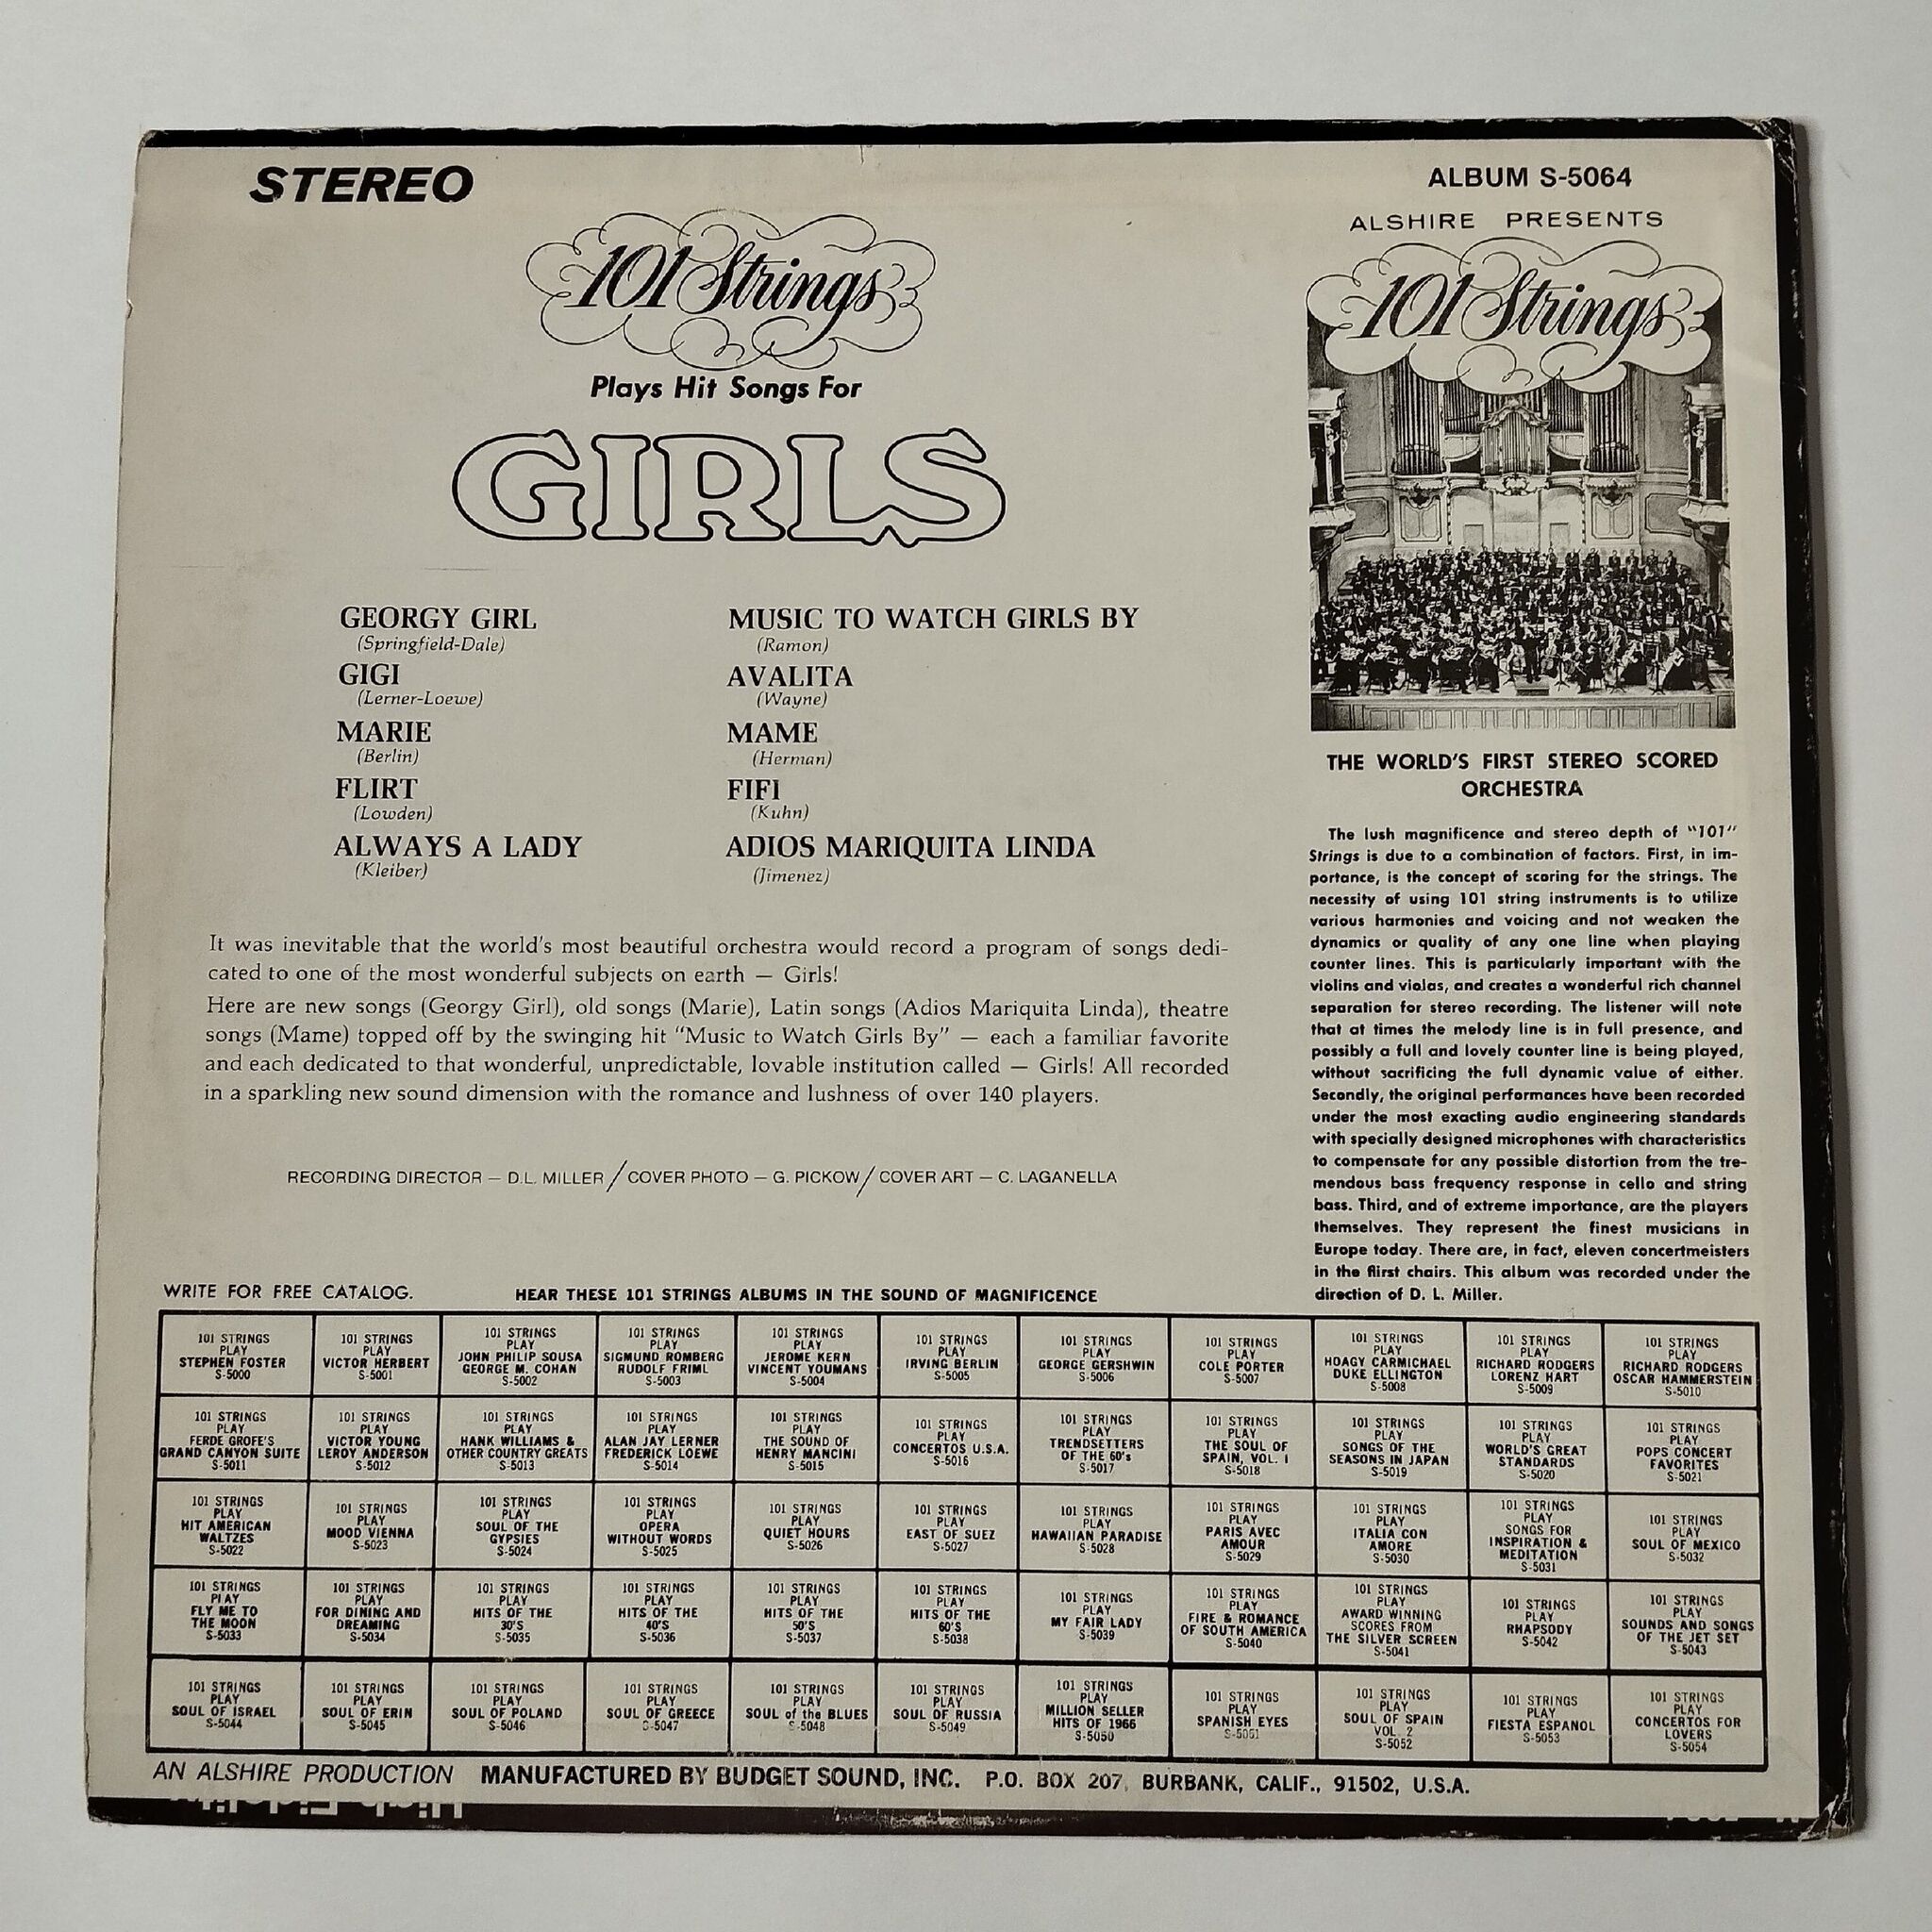 STEREO
101 Strings
Plays Hit Songs For
GIRLS
GEORGY GIRL
(Springfield-Dale)
GIGI
(Lerner-Loewe)
MARIE
(Berlin)
FLIRT
(Lowden)
ALWAYS A LADY
(Kleiber)
MUSIC TO WATCH GIRLS BY
(Ramon)
AVALITA
(Wayne)
MAME
(Herman)
FIFI
(Kuhn)
ADIOS MARIQUITA LINDA
(Jimenez)
It was inevitable that the world's most beautiful orchestra would record a program of songs dedi-
cated to one of the most wonderful subjects on earth — Girls!
Here are new songs (Georgy Girl), old songs (Marie), Latin songs (Adios Mariquita Linda), theatre
songs (Mame) topped off by the swinging hit "Music to Watch Girls By" — each a familiar favorite
and each dedicated to that wonderful, unpredictable, lovable institution called — Girls! All recorded
in a sparkling new sound dimension with the romance and lushness of over 140 players.
RECORDING DIRECTOR — D.L. MILLER / COVER PHOTO — G. PICKOW / COVER ART — C. LAGANELLA
ALBUM S-5064
ALSHIRE PRESENTS
101 Strings
THE WORLD'S FIRST STEREO SCORED
ORCHESTRA
The lush magnificence and stereo depth of "101"
Strings is due to a combination of factors. First, in im-
portance, is the concept of scoring for the strings. The
necessity of using 101 string instruments is to utilize
various harmonies and voicing and not weaken the
dynamics or quality of any one line when playing
counter lines. This is particularly important with the
violins and violas, and creates a wonderful rich channel
separation for stereo recording. The listener will note
that at times the melody line is in full presence, and
possibly a full and lovely counter line is being played,
without sacrificing the full dynamic value of either.
Secondly, the original performances have been recorded
under the most exacting audio engineering standards
with specially designed microphones with characteristics
to compensate for any possible distortion from the tre-
mendous bass frequency response in cello and string
bass. Third, and of extreme importance, are the players
themselves. They represent the finest musicians in
Europe today. There are, in fact, eleven concertmeisters
in the flirst chairs. This album was recorded under the
direction of D. L. Miller.
WRITE FOR FREE CATALOG.
HEAR THESE 101 STRINGS ALBUMS IN THE SOUND OF MAGNIFICENCE
101 STRINGS
PLAY
STEPHEN FOSTER
S-5000
101 STRINGS
PLAY
VICTOR HERBERT
S-5001
101 STRINGS
PLAY
JOHN PHILIP SOUSA
GEORGE M. COHAN
S-5002
101 STRINGS
PLAY
SIGMUND ROMBERG
RUDOLF FRIML
S-5003
101 STRINGS
PLAY
JEROME KERN
VINCENT YOUMANS
S-5004
101 STRINGS
PLAY
IRVING BERLIN
S-5005
101 STRINGS
PLAY
GEORGE GERSHWIN
S-5006
101 STRINGS
PLAY
COLE PORTER
S-5007
101 STRINGS
PLAY
HOAGY CARMICHAEL
DUKE ELLINGTON
S-5008
101 STRINGS
PLAY
RICHARD RODGERS
LORENZ HART
S-5009
101 STRINGS
PLAY
RICHARD RODGERS
OSCAR HAMMERSTEIN
S-5010
101 STRINGS
PLAY
FERDE GROFE'S
GRAND CANYON SUITE
S-5011
101 STRINGS
PLAY
VICTOR YOUNG
LEROY ANDERSON
S-5012
101 STRINGS
PLAY
HANK WILLIAMS &
OTHER COUNTRY GREATS
S-5013
101 STRINGS
PLAY
ALAN JAY LERNER
FREDERICK LOEWE
S-5014
101 STRINGS
PLAY
THE SOUND OF
HENRY MANCINI
S-5015
101 STRINGS
PLAY
CONCERTOS U.S.A.
S-5016
101 STRINGS
PLAY
TRENDSETTERS
OF THE 60's
S-5017
101 STRINGS
PLAY
THE SOUL OF
SPAIN, VOL. I
S-5018
101 STRINGS
PLAY
SONGS OF THE
SEASONS IN JAPAN
S-5019
101 STRINGS
PLAY
WORLD'S GREAT
STANDARDS
S-5020
101 STRINGS
PLAY
POPS CONCERT
FAVORITES
S-5021
101 STRINGS
PLAY
HIT AMERICAN
WALTZES
S-5022
101 STRINGS
PLAY
MOOD VIENNA
S-5023
101 STRINGS
PLAY
SOUL OF THE
GYPSIES
S-5024
101 STRINGS
PLAY
OPERA
WITHOUT WORDS
S-5025
101 STRINGS
PLAY
QUIET HOURS
S-5026
101 STRINGS
PLAY
EAST OF SUEZ
S-5027
101 STRINGS
PLAY
HAWAIIAN PARADISE
S-5028
101 STRINGS
PLAY
PARIS AVEC
AMOUR
S-5029
101 STRINGS
PLAY
ITALIA CON
AMORE
S-5030
101 STRINGS
PLAY
SONGS FOR
INSPIRATION &
MEDITATION
S-5031
101 STRINGS
PLAY
SOUL OF MEXICO
S-5032
101 STRINGS
PLAY
FLY ME TO
THE MOON
S-5033
101 STRINGS
PLAY
FOR DINING AND
DREAMING
S-5034
101 STRINGS
PLAY
HITS OF THE
30'S
S-5035
101 STRINGS
PLAY
HITS OF THE
40'S
S-5036
101 STRINGS
PLAY
HITS OF THE
50'S
S-5037
101 STRINGS
PLAY
HITS OF THE
60'S
S-5038
101 STRINGS
PLAY
MY FAIR LADY
S-5039
101 STRINGS
PLAY
FIRE & ROMANCE
OF SOUTH AMERICA
S-5040
101 STRINGS
PLAY
AWARD WINNING
SCORES FROM
THE SILVER SCREEN
S-5041
101 STRINGS
PLAY
RHAPSODY
S-5042
101 STRINGS
PLAY
SOUNDS AND SONGS
OF THE JET SET
S-5043
101 STRINGS
PLAY
SOUL OF ISRAEL
S-5044
101 STRINGS
PLAY
SOUL OF ERIN
S-5045
101 STRINGS
PLAY
SOUL OF POLAND
S-5046
101 STRINGS
PLAY
SOUL OF GREECE
S-5047
101 STRINGS
PLAY
SOUL of the BLUES
S-5048
101 STRINGS
PLAY
SOUL OF RUSSIA
S-5049
101 STRINGS
PLAY
MILLION SELLER
HITS OF 1966
S-5050
101 STRINGS
PLAY
SPANISH EYES
S-5051
101 STRINGS
PLAY
SOUL OF SPAIN
VOL. 2
S-5052
101 STRINGS
PLAY
FIESTA ESPANOL
S-5053
101 STRINGS
PLAY
CONCERTOS FOR
LOVERS
S-5054
AN ALSHIRE PRODUCTION MANUFACTURED BY BUDGET SOUND, INC. P.O. BOX 207, BURBANK, CALIF., 91502, U.S.A.